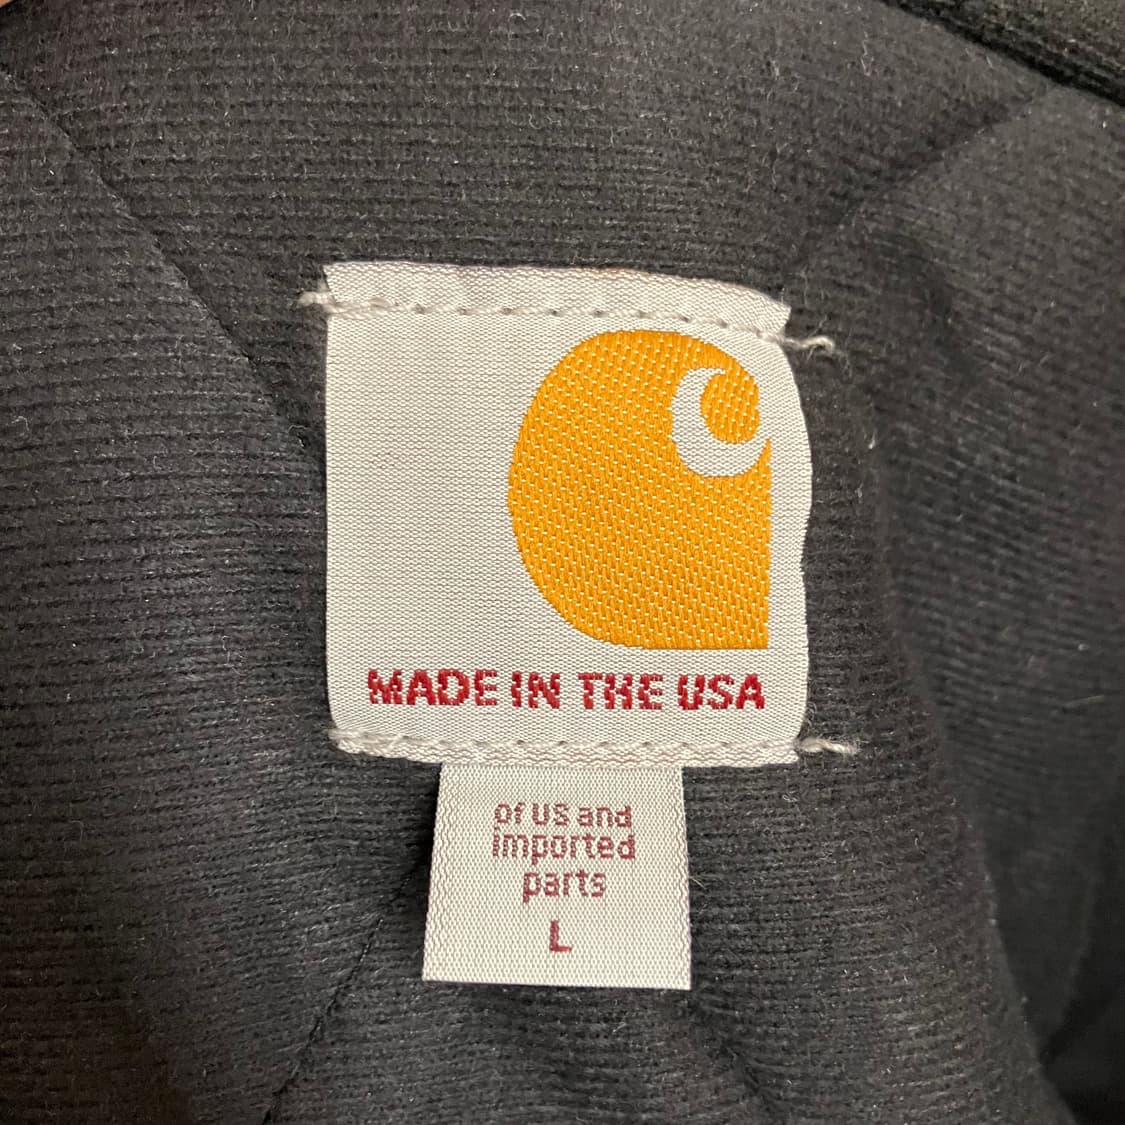 MADE IN THE USA
of US and
imported
parts
L